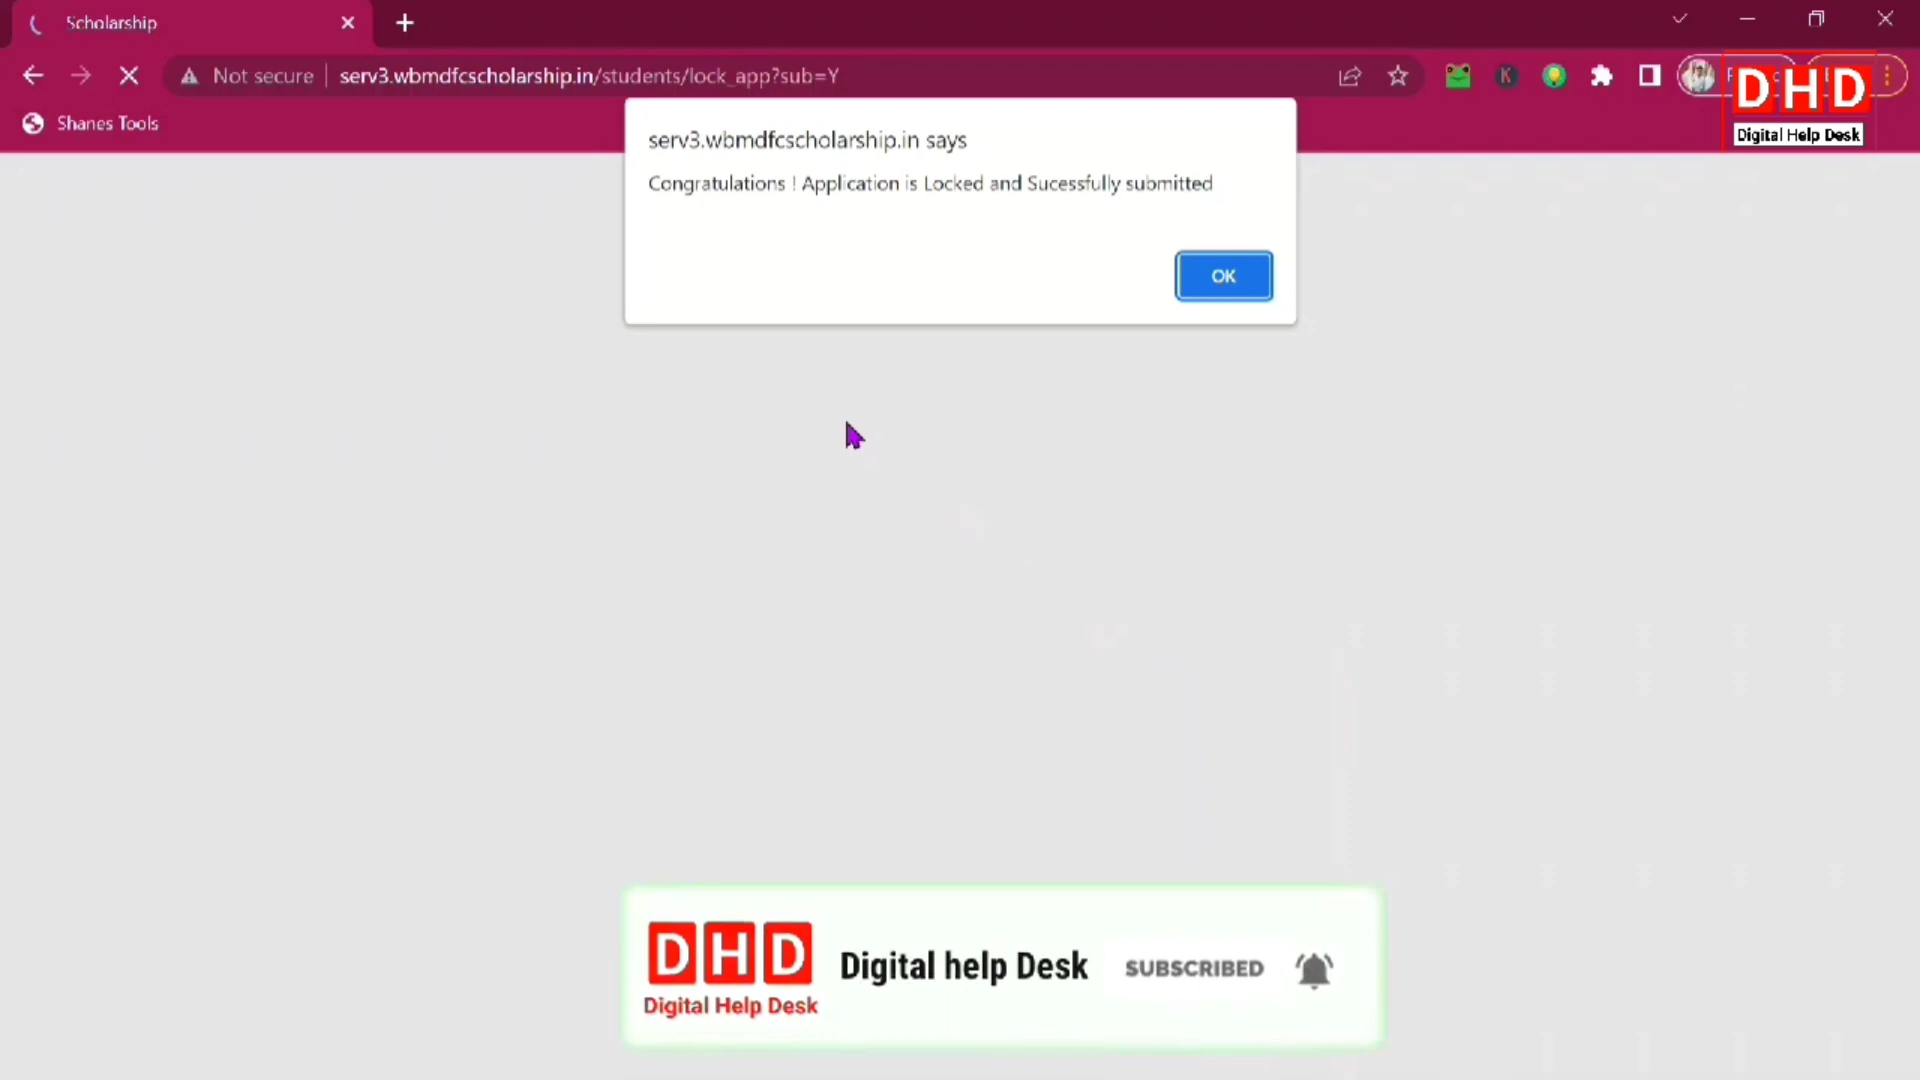 Scholarship
Not secure
serv3.wbmdfcscholarship.in/students/lock_app?sub=Y
K
DHD
Digital Help Desk
Shanes Tools
serv3.wbmdfcscholarship.in says
Congratulations ! Application is Locked and Sucessfully submitted
OK
DHD
Digital Help Desk
Digital help Desk
SUBSCRIBED